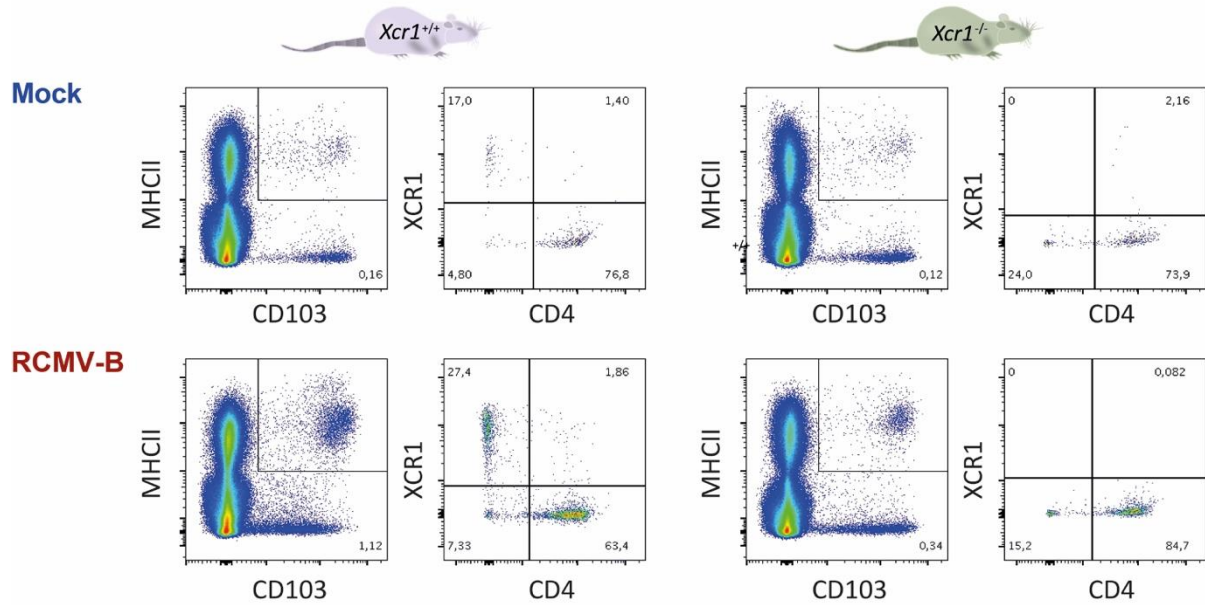 Xcr1+/+
Xcr1-/-
Mock
MHCII
CD103
0,16
XCR1
CD4
17,0
1,40
4,80
76,8
MHCII
+/-
CD103
0,12
XCR1
CD4
0
2,16
24,0
73,9
RCMV-B
MHCII
CD103
1,12
XCR1
CD4
27,4
1,86
7,33
63,4
MHCII
CD103
0,34
XCR1
CD4
0
0,082
15,2
84,7